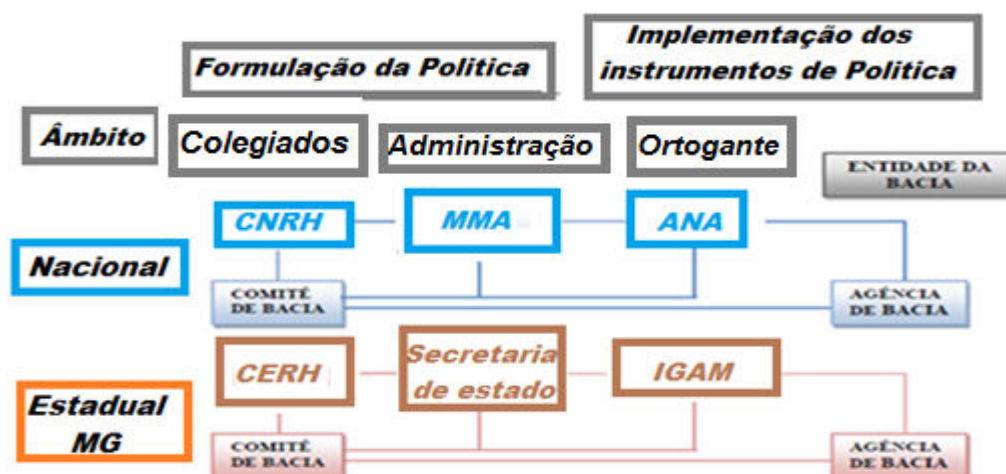 Formulação da Politica
Implementação dos
instrumentos de Politica
Âmbito
Colegiados
Administração
Ortogante
ENTIDADE DA
BACIA
Nacional
CNRH
MMA
ANA
COMITÊ
DE BACIA
AGÊNCIA
DE BACIA
Estadual
MG
CERH
Secretaria
de estado
IGAM
COMITÊ
DE BACIA
AGÊNCIA
DE BACIA